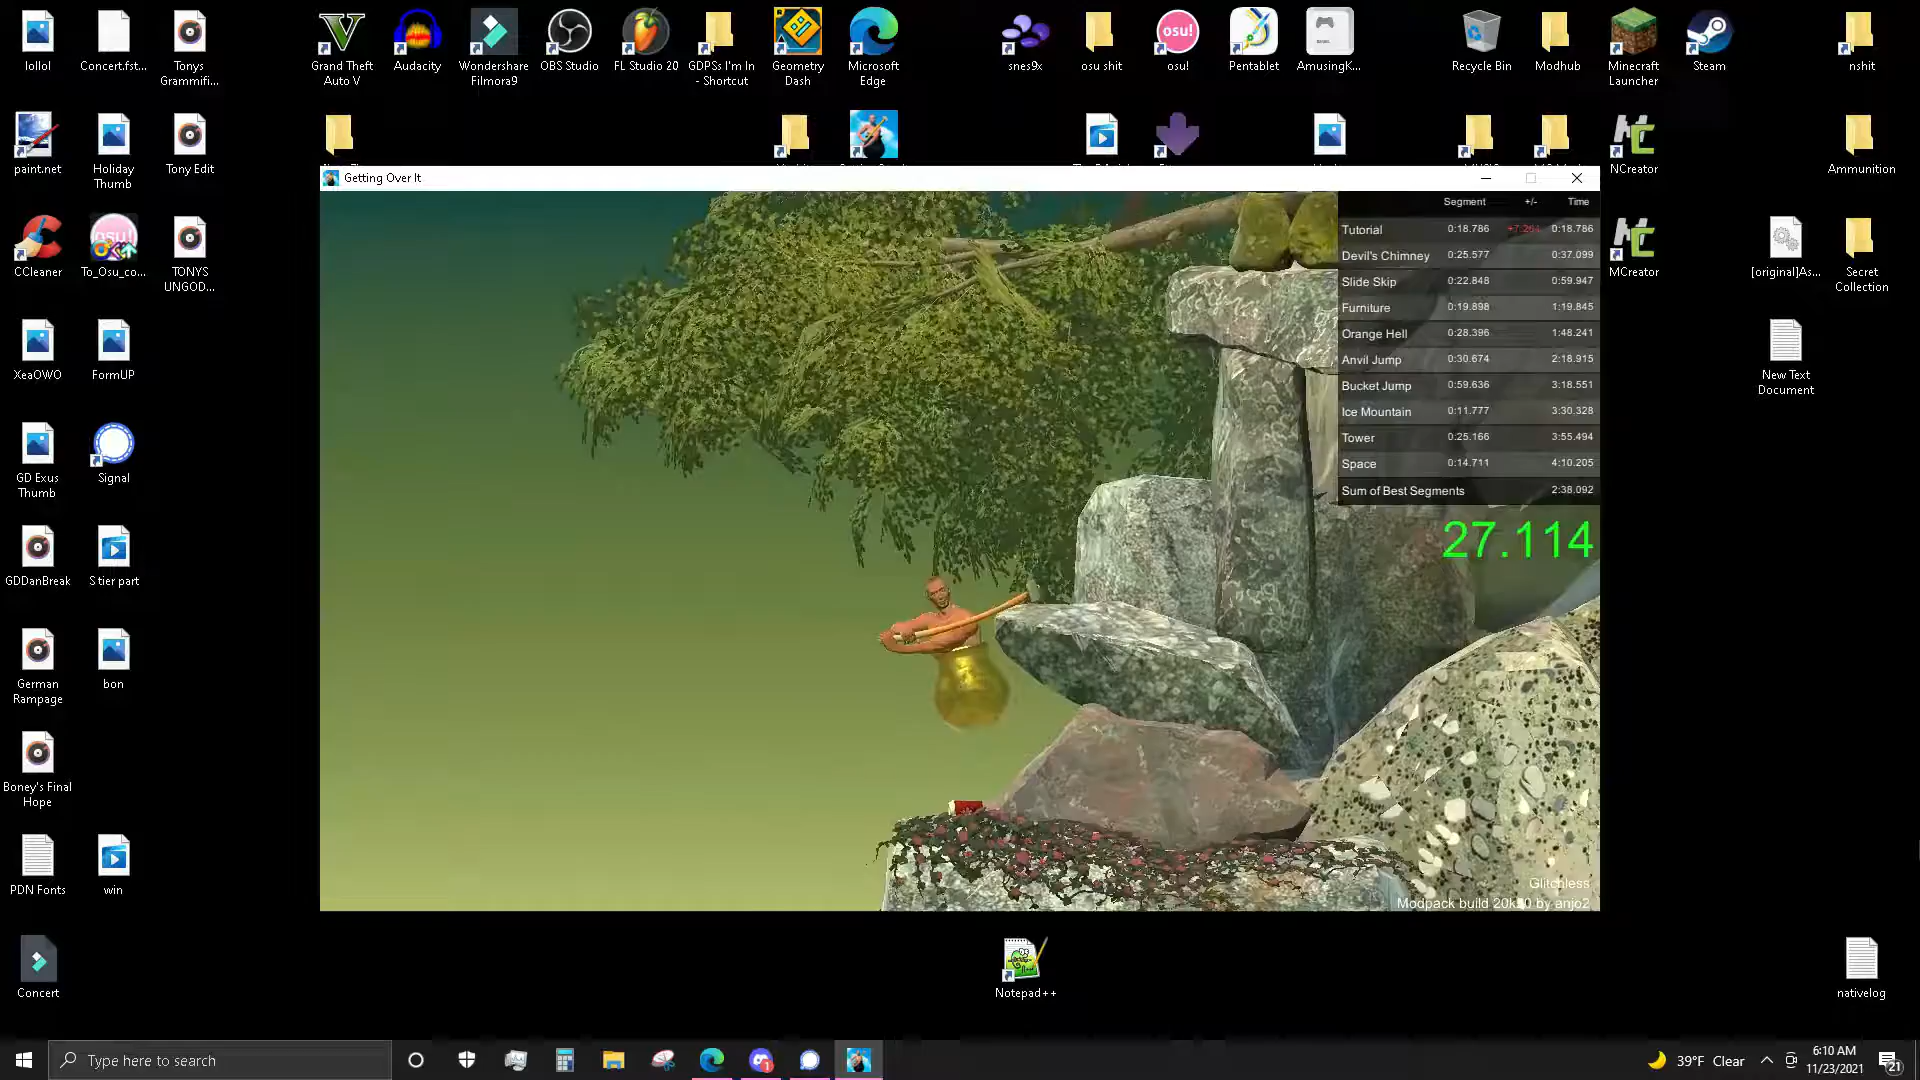 lollol
Concert.fst...
Tonys
Grammifi...
Grand Theft
Auto V
Audacity
Wondershare
Filmora9
OBS Studio
FL Studio 20
GDPSs I'm In
- Shortcut
Geometry
Dash
Microsoft
Edge
snes9x
osu shit
osu!
osu!
Pentablet
AmusingK...
Recycle Bin
Modhub
Minecraft
Launcher
Steam
nshit
paint.net
Holiday
Thumb
Tony Edit
NCreator
Ammunition
Getting Over It
Segment +/- Time
Tutorial 0:18.786 0:18.786
Devil's Chimney 0:25.577 0:37.099
Slide Skip 0:22.848 0:59.947
Furniture 0:19.898 1:19.845
Orange Hell 0:28.396 1:48.241
Anvil Jump 0:30.674 2:18.915
Bucket Jump 0:59.636 3:18.551
Ice Mountain 0:11.777 3:30.328
Tower 0:25.166 3:55.494
Space 0:14.711 4:10.205
Sum of Best Segments 2:38.092
27.114
Glitchless
Modpack build by anjo2
CCleaner
To_Osu_co...
TONYS
UNGOD...
MCreator
[original]As...
Secret
Collection
XeaOWO
FormUP
New Text
Document
GD Exus
Thumb
Signal
GDDanBreak
S tier part
German
Rampage
bon
Boney's Final
Hope
PDN Fonts
win
Concert
Notepad++
nativelog
Type here to search
39°F Clear
6:10 AM
11/23/2021
21